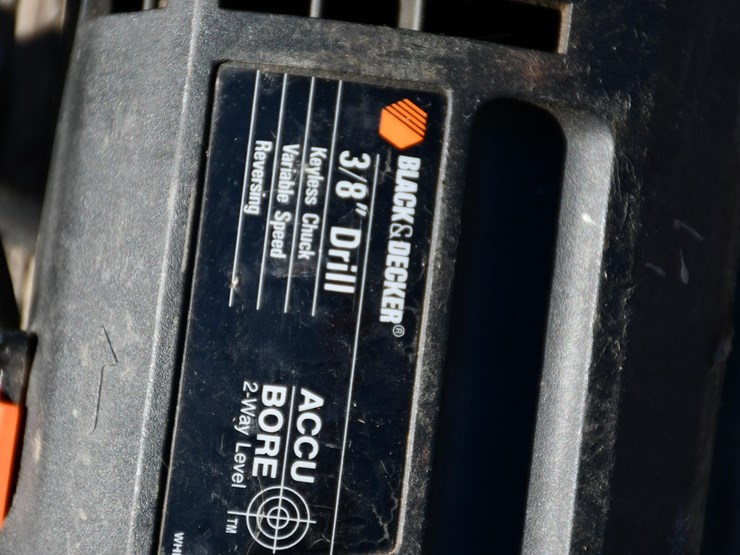 BLACK&DECKER®
3/8" Drill
Keyless Chuck
Variable Speed
Reversing
ACCU
BORE
2-Way Level
TM